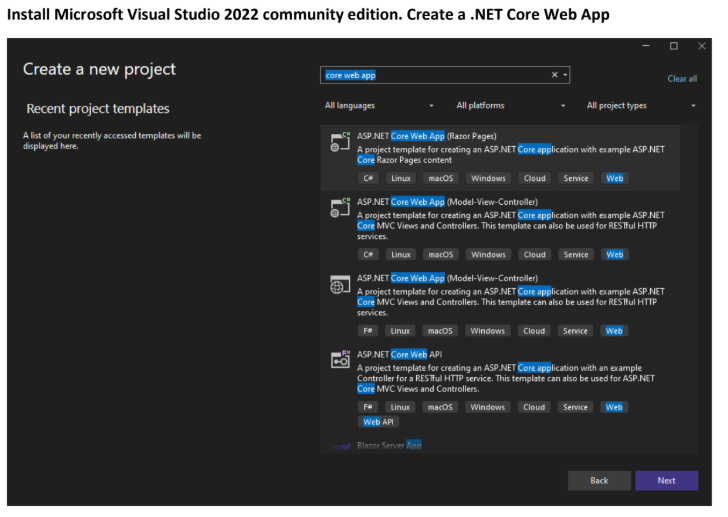 Install Microsoft Visual Studio 2022 community edition. Create a .NET Core Web App
Create a new project
core web app
Clear all
Recent project templates
All languages
All platforms
All project types
A list of your recently accessed templates will be
displayed here.
C#
ASP.NET Core Web App (Razor Pages)
A project template for creating an ASP.NET Core application with example ASP.NET
Core Razor Pages content
C# Linux macOS Windows Cloud Service Web
C#
ASP.NET Core Web App (Model-View-Controller)
A project template for creating an ASP.NET Core application with example ASP.NET
Core MVC Views and Controllers. This template can also be used for RESTful HTTP
services.
C# Linux macOS Windows Cloud Service Web
ASP.NET Core Web App (Model-View-Controller)
A project template for creating an ASP.NET Core application with example ASP.NET
Core MVC Views and Controllers. This template can also be used for RESTful HTTP
services.
F# Linux macOS Windows Cloud Service Web
F#
ASP.NET Core Web API
A project template for creating an ASP.NET Core application with an example
Controller for a RESTful HTTP service. This template can also be used for ASP.NET
Core MVC Views and Controllers.
F# Linux macOS Windows Cloud Service Web
Web API
Blazor Server App
Back
Next